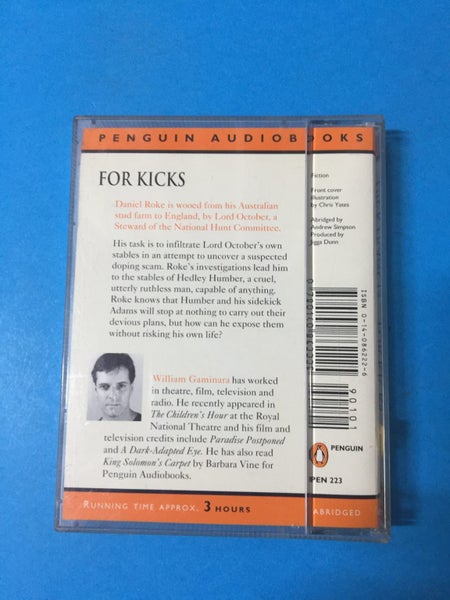 PENGUIN AUDIOBOOKS
FOR KICKS
Daniel Roke is wooed from his Australian
stud farm to England, by Lord October, a
Steward of the National Hunt Committee.
His task is to infiltrate Lord October's own
stables in an attempt to uncover a suspected
doping scam. Roke's investigations lead him
to the stables of Hedley Humber, a cruel,
utterly ruthless man, capable of anything.
Roke knows that Humber and his sidekick
Adams will stop at nothing to carry out their
devious plans, but how can he expose them
without risking his own life?
William Gaminara has worked
in theatre, film, television and
radio. He recently appeared in
The Children's Hour at the Royal
National Theatre and his film and
television credits include Paradise Postponed
and A Dark-Adapted Eye. He has also read
King Solomon's Carpet by Barbara Vine for
Penguin Audiobooks.
RUNNING TIME APPROX. 3 HOURS
Fiction
Front cover
illustration
by Chris Yates
Abridged by
Andrew Simpson
Produced by
Jigga Dunn
ISBN 0-14-086222-6
90101
PENGUIN
PEN 223
ABRIDGED